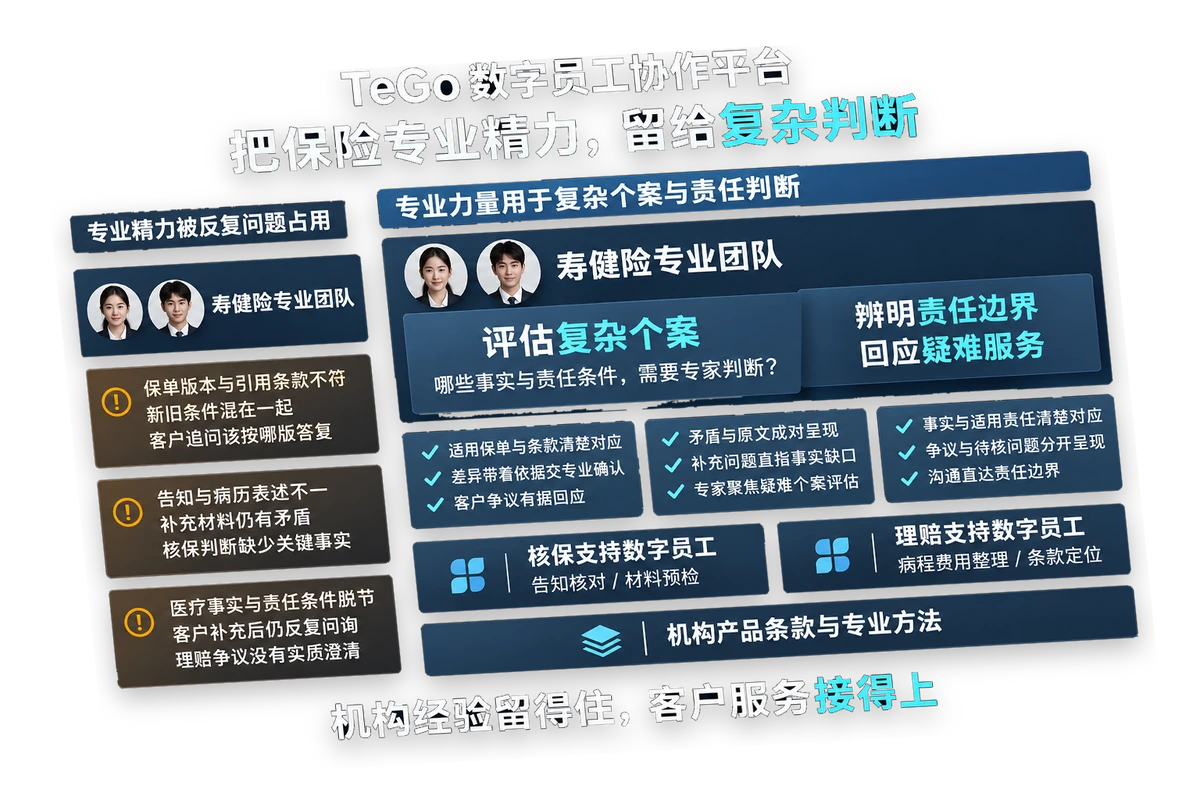 TeGo 数字员工协作平台
把保险专业精力，留给复杂判断
专业精力被反复问题占用
寿健险专业团队
保单版本与引用条款不符
新旧条件混在一起
客户追问该按哪版答复
告知与病历表述不一
补充材料仍有矛盾
核保判断缺少关键事实
医疗事实与责任条件脱节
客户补充后仍反复问询
理赔争议没有实质澄清
专业力量用于复杂个案与责任判断
寿健险专业团队
评估复杂个案
哪些事实与责任条件，需要专家判断？
辨明责任边界
回应疑难服务
适用保单与条款清楚对应
差异带着依据交专业确认
客户争议有据回应
矛盾与原文成对呈现
补充问题直指事实缺口
专家聚焦疑难个案评估
事实与适用责任清楚对应
争议与待核问题分开呈现
沟通直达责任边界
核保支持数字员工
告知核对 / 材料预检
理赔支持数字员工
病程费用整理 / 条款定位
机构产品条款与专业方法
机构经验留得住，客户服务接得上